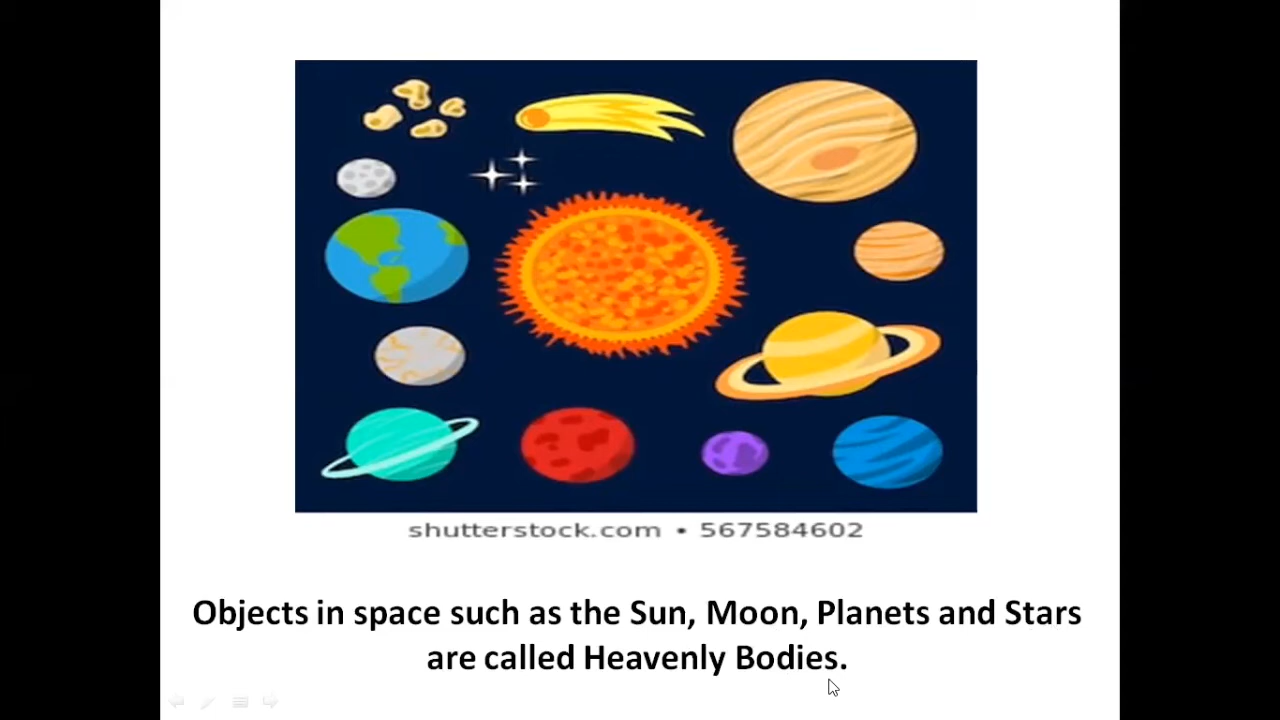 shutterstock.com • 567584602
Objects in space such as the Sun, Moon, Planets and Stars
are called Heavenly Bodies.